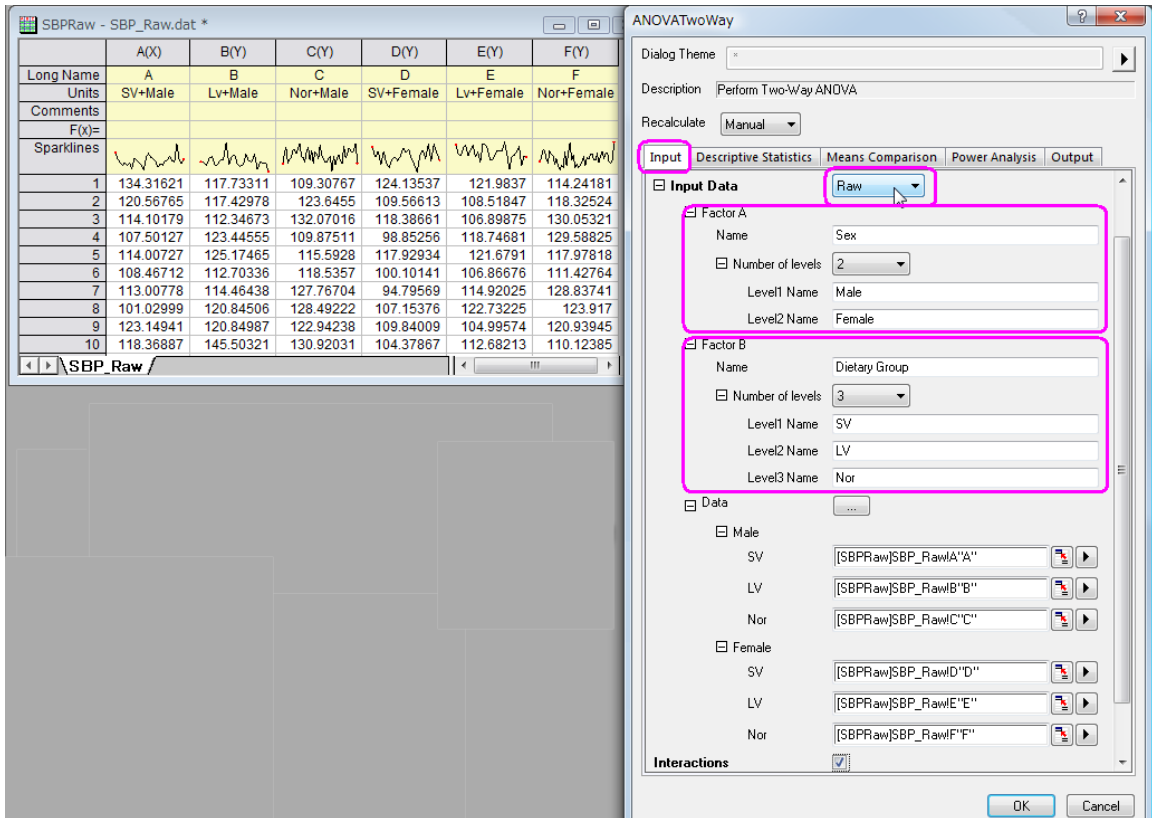 SBPRaw - SBP_Raw.dat *
A(X) B(Y) C(Y) D(Y) E(Y) F(Y)
Long Name A B C D E F
Units SV+Male Lv+Male Nor+Male SV+Female Lv+Female Nor+Female
Comments
F(x)=
Sparklines
1 134.31621 117.73311 109.30767 124.13537 121.9837 114.24181
2 120.56765 117.42978 123.6455 109.56613 108.51847 118.32524
3 114.10179 112.34673 132.07016 118.38661 106.89875 130.05321
4 107.50127 123.44555 109.87511 98.85256 118.74681 129.58825
5 114.00727 125.17465 115.5928 117.92934 121.6791 117.97818
6 108.46712 112.70336 118.5357 100.10141 106.86676 111.42764
7 113.00778 114.46438 127.76704 94.79569 114.92025 128.83741
8 101.02999 120.84506 128.49222 107.15376 122.73225 123.917
9 123.14941 120.84987 122.94238 109.84009 104.99574 120.93945
10 118.36887 145.50321 130.92031 104.37867 112.68213 110.12385
SBP_Raw
ANOVATwoWay
Dialog Theme *
Description Perform Two-Way ANOVA
Recalculate Manual
Input Descriptive Statistics Means Comparison Power Analysis Output
Input Data Raw
Factor A
Name Sex
Number of levels 2
Level1 Name Male
Level2 Name Female
Factor B
Name Dietary Group
Number of levels 3
Level1 Name SV
Level2 Name LV
Level3 Name Nor
Data ...
Male
SV [SBPRaw]SBP_Raw!A"A"
LV [SBPRaw]SBP_Raw!B"B"
Nor [SBPRaw]SBP_Raw!C"C"
Female
SV [SBPRaw]SBP_Raw!D"D"
LV [SBPRaw]SBP_Raw!E"E"
Nor [SBPRaw]SBP_Raw!F"F"
Interactions
OK Cancel